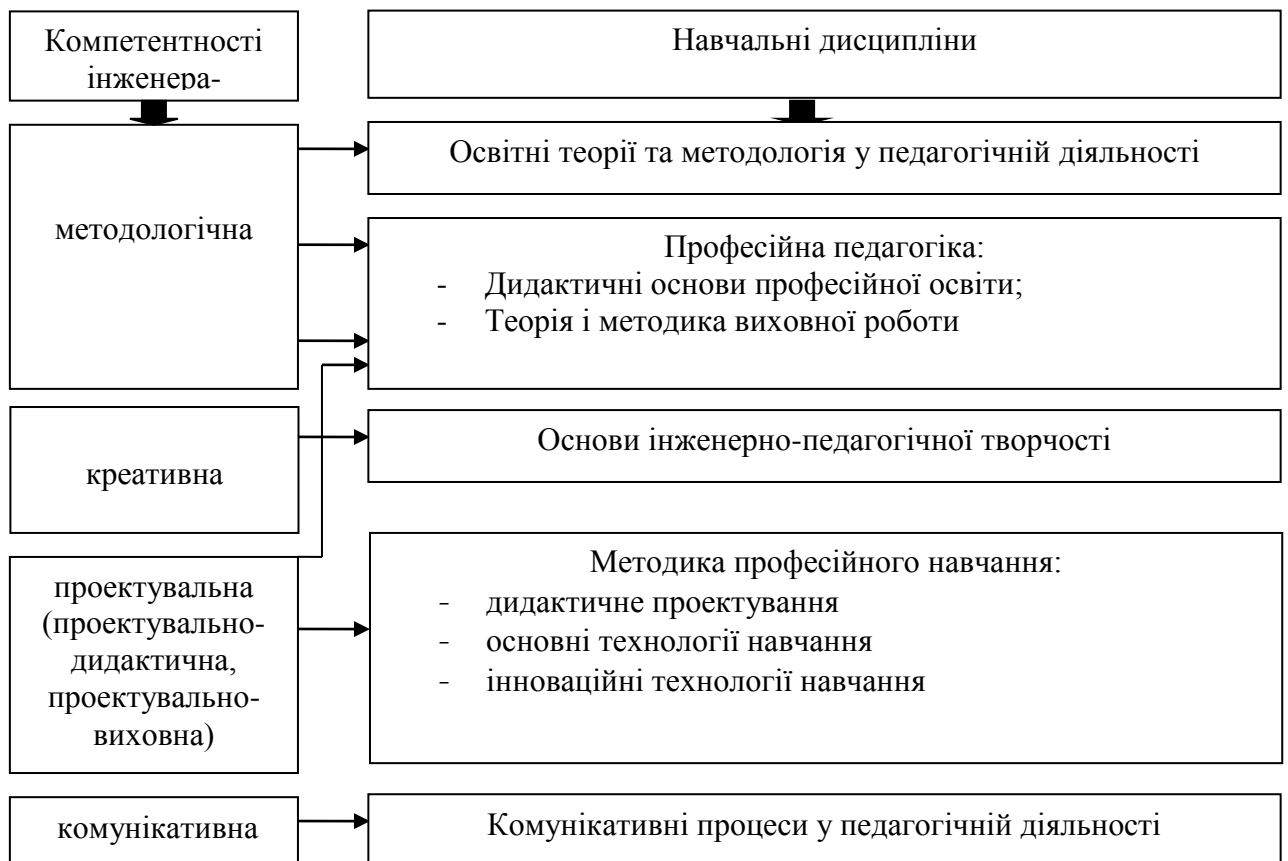 Компетентності
інженера-
Навчальні дисципліни
методологічна
Освітні теорії та методологія у педагогічній діяльності
Професійна педагогіка:
- Дидактичні основи професійної освіти;
- Теорія і методика виховної роботи
креативна
Основи інженерно-педагогічної творчості
проектувальна
(проектувально-
дидактична,
проектувально-
виховна)
Методика професійного навчання:
- дидактичне проектування
- основні технології навчання
- інноваційні технології навчання
комунікативна
Комунікативні процеси у педагогічній діяльності